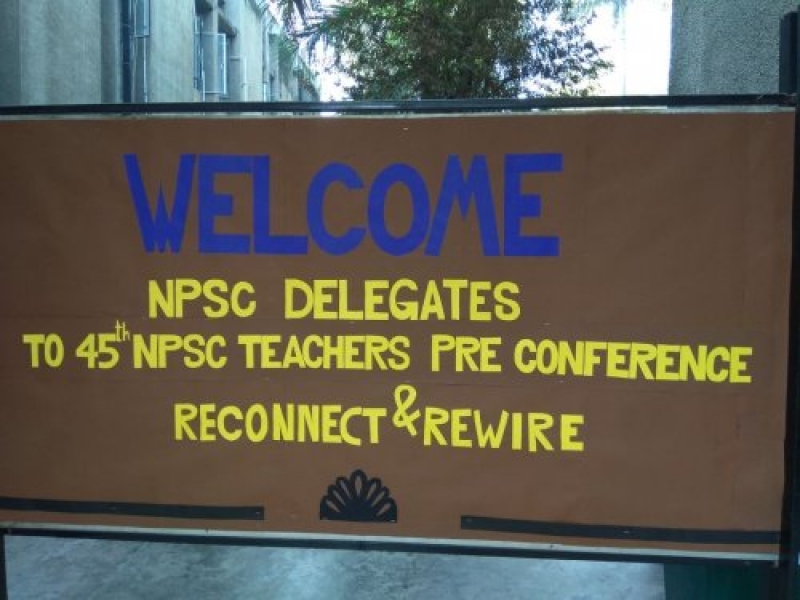 WELCOME
NPSC DELEGATES
TO 45th NPSC TEACHERS PRE CONFERENCE
RECONNECT & REWIRE